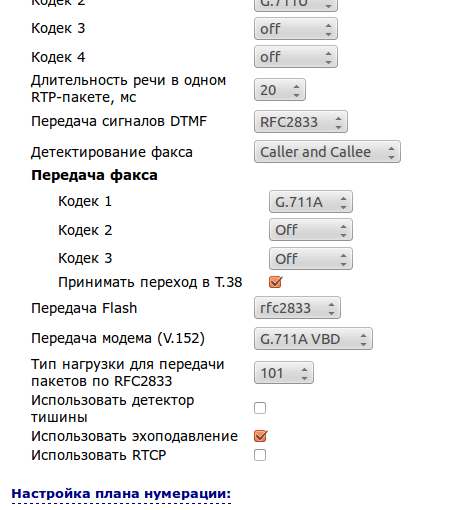 Кодек 2 G.711U
Кодек 3 off
Кодек 4 off
Длительность речи в одном
RTP-пакете, мс 20
Передача сигналов DTMF RFC2833
Детектирование факса Caller and Callee
Передача факса
Кодек 1 G.711A
Кодек 2 Off
Кодек 3 Off
Принимать переход в T.38
Передача Flash rfc2833
Передача модема (V.152) G.711A VBD
Тип нагрузки для передачи
пакетов по RFC2833 101
Использовать детектор
тишины
Использовать эхоподавление
Использовать RTCP
Настройка плана нумерации: